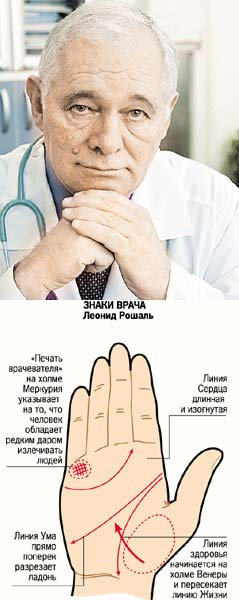 ЗНАКИ ВРАЧА
Леонид Рошаль
«Печать
врачевателя»
на холме
Меркурия
указывает
на то, что
человек
обладает
редким даром
излечивать
людей
Линия
Сердца
длинная
и изогнутая
Линия Ума
прямо
поперек
разрезает
ладонь
Линия
здоровья
начинается на
холме Венеры
и пересекает
линию Жизни